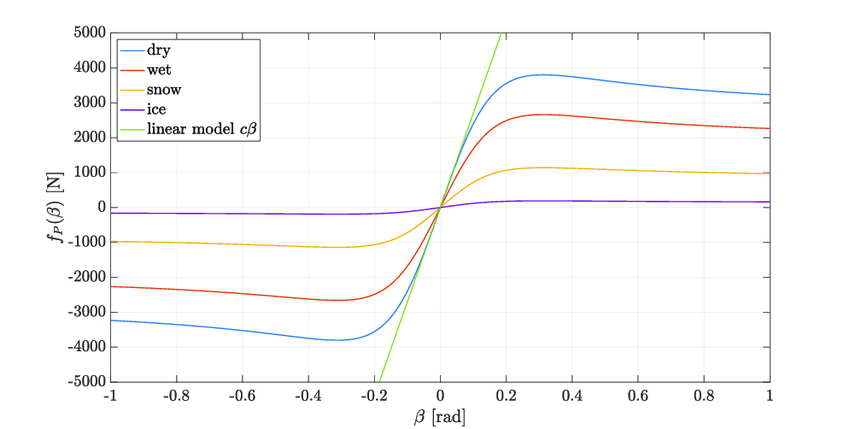 5000
4000
3000
2000
1000
0
-1000
-2000
-3000
-4000
-5000
f_P(β) [N]
dry
wet
snow
ice
linear model cβ
-1 -0.8 -0.6 -0.4 -0.2 0 0.2 0.4 0.6 0.8 1
β [rad]